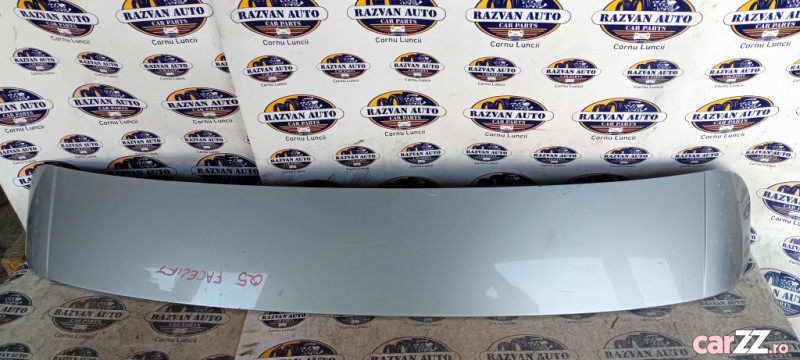 RAZVAN AUTO
CAR PARTS
Cornu Luncii
Q5 FACELIFT
carzz.ro